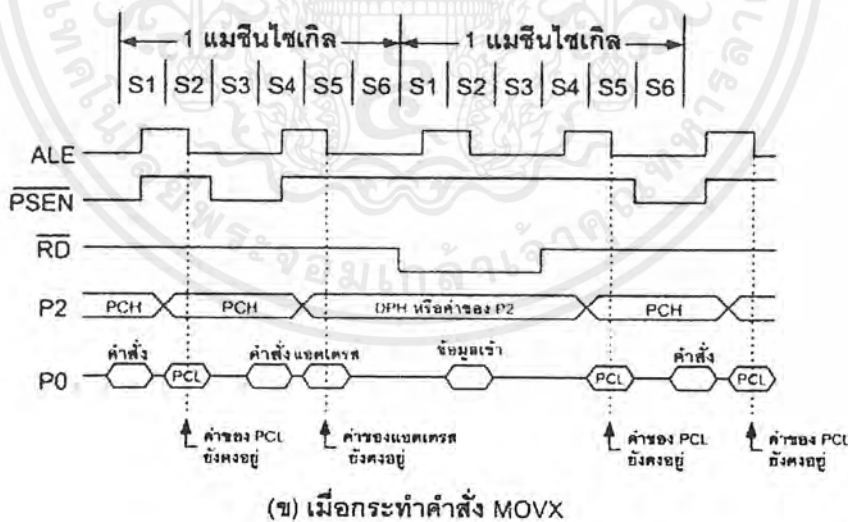 1 แมชีนไซเกิล 1 แมชีนไซเกิล
S1 S2 S3 S4 S5 S6 S1 S2 S3 S4 S5 S6
ALE
PSEN
RD
P2 PCH PCH DPH หรือค่าของ P2 PCH
คำสั่ง คำสั่ง แอดเดรส ข้อมูลเข้า คำสั่ง
P0 PCL PCL PCL
ค่าของ PCL ค่าของแอดเดรส ค่าของ PCL ค่าของ PCL
ยังคงอยู่ ยังคงอยู่ ยังคงอยู่ ยังคงอยู่
(ข) เมื่อกระทำคำสั่ง MOVX